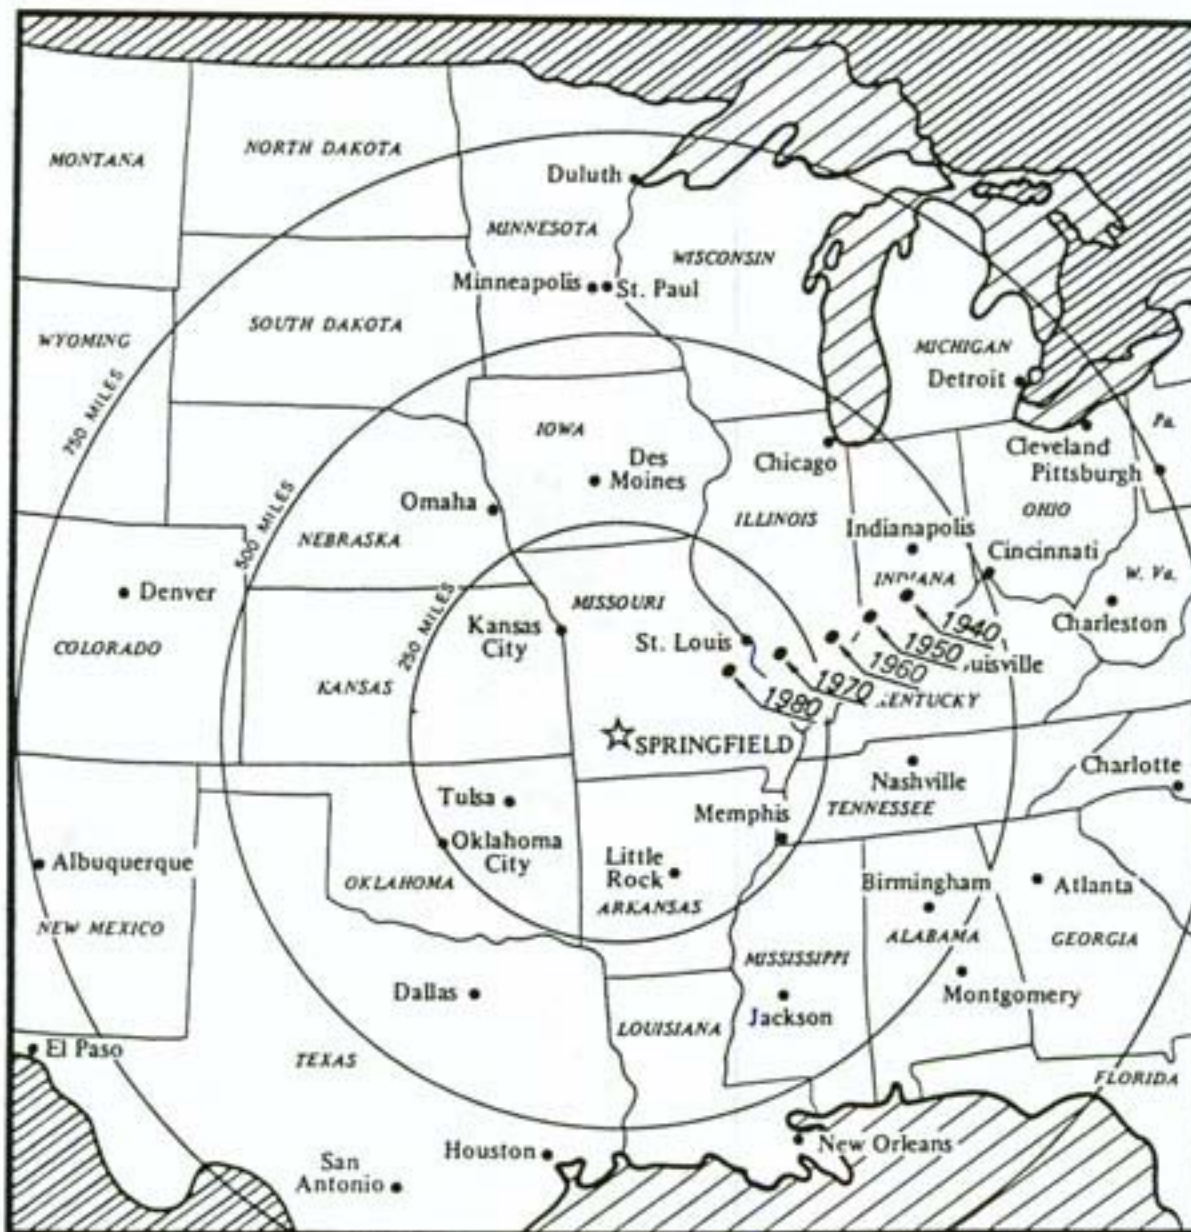 MONTANA
NORTH DAKOTA
Duluth
MINNESOTA
WISCONSIN
Minneapolis
St. Paul
WYOMING
SOUTH DAKOTA
MICHIGAN
Detroit
750 MILES
IOWA
Pa.
Des
Moines
Chicago
Cleveland
Pittsburgh
Omaha
500 MILES
NEBRASKA
ILLINOIS
Indianapolis
OHIO
Cincinnati
INDIANA
W. Va.
Denver
250 MILES
MISSOURI
Charleston
COLORADO
Kansas
City
St. Louis
1940
1950
uisville
1960
KANSAS
1970
ENTUCKY
1980
SPRINGFIELD
Nashville
Charlotte
Tulsa
TENNESSEE
Memphis
Oklahoma
City
Albuquerque
Little
Rock
OKLAHOMA
Birmingham
Atlanta
ARKANSAS
NEW MEXICO
ALABAMA
GEORGIA
MISSISSIPPI
Dallas
Montgomery
Jackson
LOUISIANA
El Paso
TEXAS
FLORIDA
Houston
New Orleans
San
Antonio